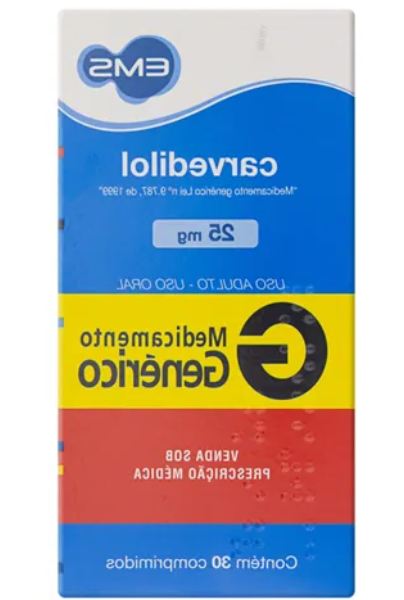 EMS
carvedilol
"Medicamento genérico Lei nº 9.787, de 1999"
25 mg
USO ADULTO - USO ORAL
G
Medicamento
Genérico
VENDA SOB
PRESCRIÇÃO MÉDICA
Contém 30 comprimidos